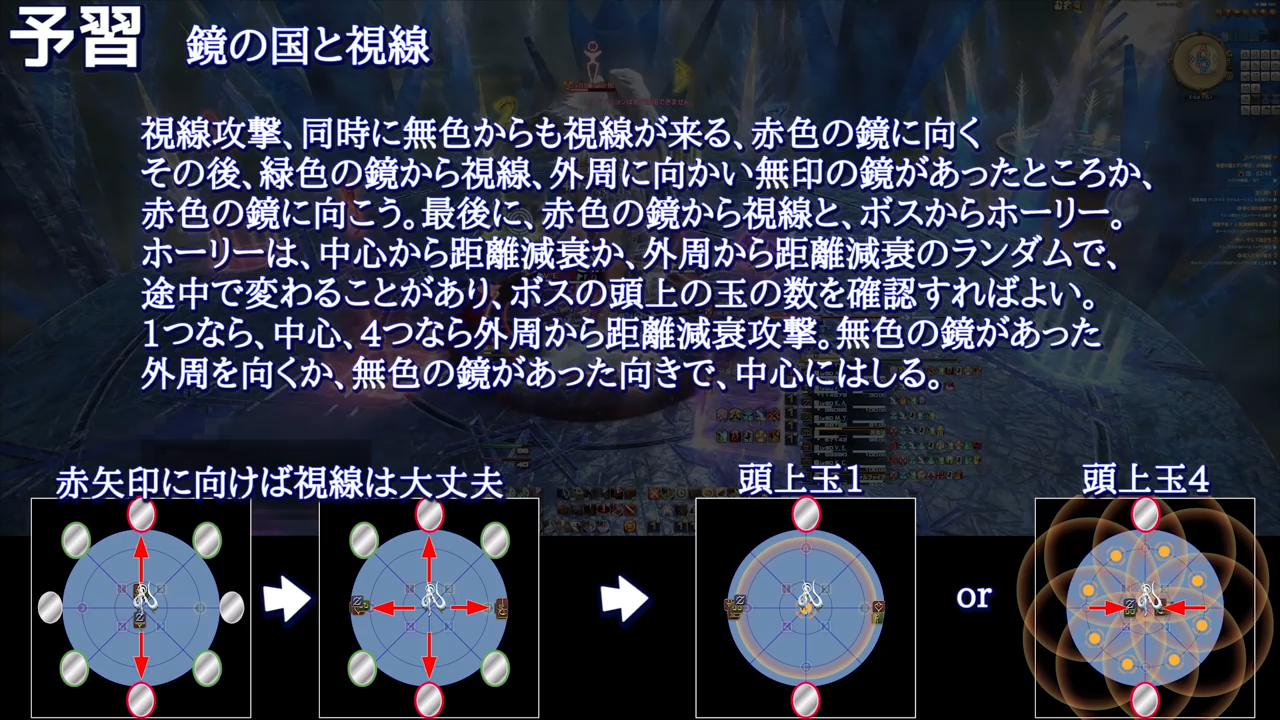 予習 鏡の国と視線
視線攻撃、同時に無色からも視線が来る、赤色の鏡に向く
その後、緑色の鏡から視線、外周に向かい無印の鏡があったところか、
赤色の鏡に向こう。最後に、赤色の鏡から視線と、ボスからホーリー。
ホーリーは、中心から距離減衰か、外周から距離減衰のランダムで、
途中で変わることがあり、ボスの頭上の玉の数を確認すればよい。
1つなら、中心、4つなら外周から距離減衰攻撃。無色の鏡があった
外周を向くか、無色の鏡があった向きで、中心にはしる。
赤矢印に向けば視線は大丈夫
頭上玉1
頭上玉4
or